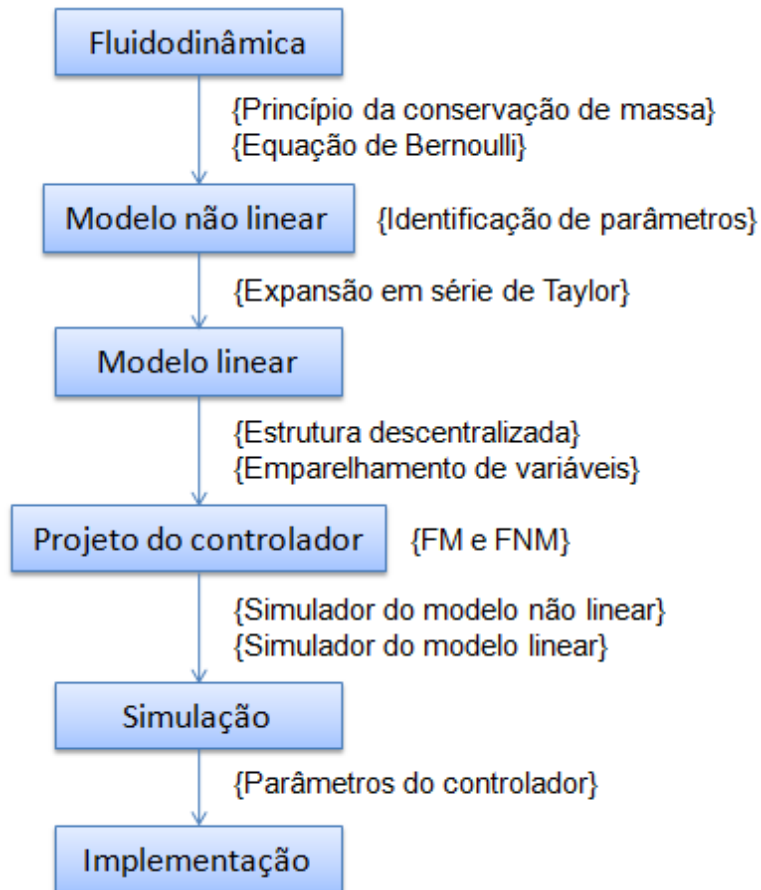 Fluidodinâmica
{Princípio da conservação de massa}
{Equação de Bernoulli}
Modelo não linear
{Identificação de parâmetros}
{Expansão em série de Taylor}
Modelo linear
{Estrutura descentralizada}
{Emparelhamento de variáveis}
Projeto do controlador
{FM e FNM}
{Simulador do modelo não linear}
{Simulador do modelo linear}
Simulação
{Parâmetros do controlador}
Implementação